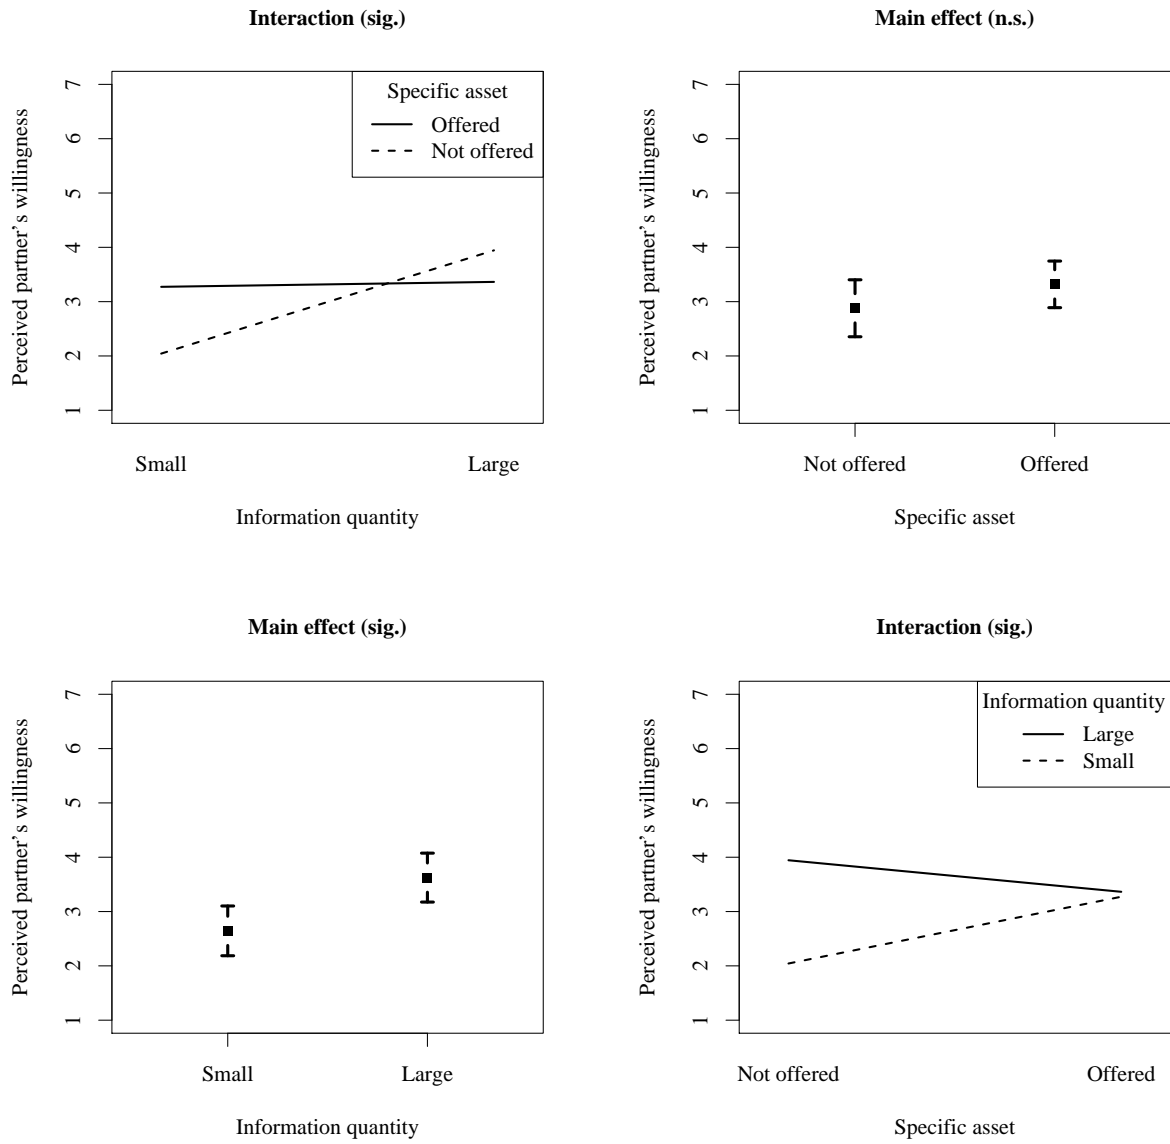 Interaction (sig.)
Perceived partner's willingness
7
6
5
4
3
2
1
Specific asset
Offered
Not offered
Small
Large
Information quantity
Main effect (n.s.)
Perceived partner's willingness
7
6
5
4
3
2
1
Not offered
Offered
Specific asset
Main effect (sig.)
Perceived partner's willingness
7
6
5
4
3
2
1
Small
Large
Information quantity
Interaction (sig.)
Perceived partner's willingness
7
6
5
4
3
2
1
Information quantity
Large
Small
Not offered
Offered
Specific asset